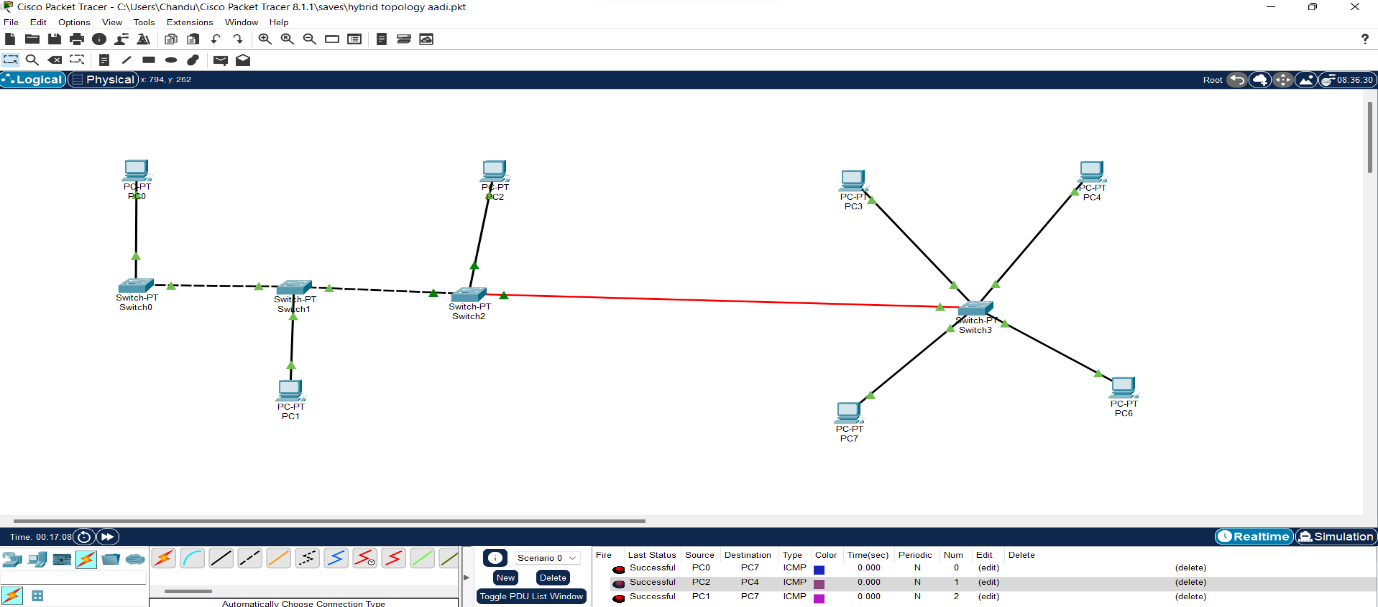 Cisco Packet Tracer - C:\Users\Chandu\Cisco Packet Tracer 8.1.1\saves\hybrid topology aadi.pkt
File Edit Options View Tools Extensions Window Help
?
Logical Physical x: 794, y: 262 Root 08:36:30
PC-PT
PC0
PC-PT
PC2
PC-PT
PC3
PC-PT
PC4
Switch-PT
Switch0
Switch-PT
Switch1
Switch-PT
Switch2
Switch-PT
Switch3
PC-PT
PC1
PC-PT
PC7
PC-PT
PC6
Time: 00:17:08 Realtime Simulation
Scenario 0
New Delete
Toggle PDU List Window
Automatically Choose Connection Type
Fire Last Status Source Destination Type Color Time(sec) Periodic Num Edit Delete
Successful PC0 PC7 ICMP 0.000 N 0 (edit) (delete)
Successful PC2 PC4 ICMP 0.000 N 1 (edit) (delete)
Successful PC1 PC7 ICMP 0.000 N 2 (edit) (delete)